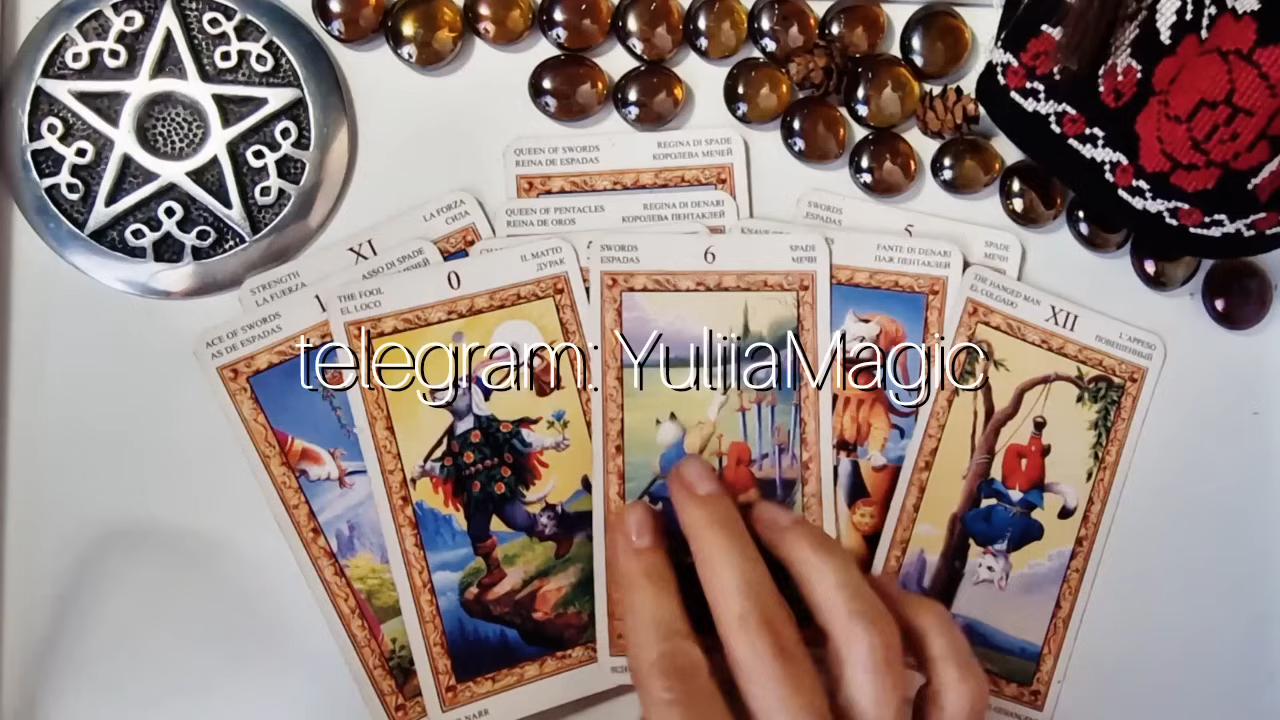 QUEEN OF SWORDS
REINA DE ESPADAS
REGINA DI SPADE
КОРОЛЕВА МЕЧЕЙ
QUEEN OF PENTACLES
REINA DE OROS
REGINA DI DENARI
КОРОЛЕВА ПЕНТАКЛЕЙ
SWORDS
ESPADAS
5
SPADE
МЕЧИ
STRENGTH
LA FUERZA
XI
LA FORZA
СИЛА
ACE OF SWORDS
AS DE ESPADAS
1
ASSO DI SPADE
THE FOOL
EL LOCO
0
IL MATTO
ДУРАК
SWORDS
ESPADAS
6
SPADE
МЕЧИ
FANTE DI DENARI
ПАЖ ПЕНТАКЛЕЙ
THE HANGED MAN
EL COLGADO
XII
L'APPESO
ПОВЕШЕННЫЙ
telegram: YuliiaMagic
NARR